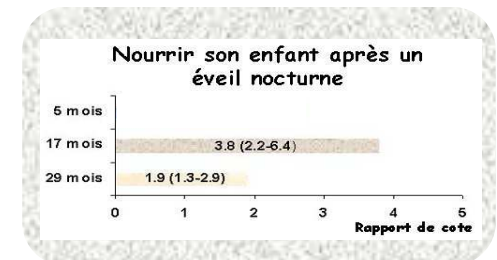 Nourrir son enfant après un
éveil nocturne
5 mois
17 mois 3.8 (2.2-6.4)
29 mois 1.9 (1.3-2.9)
0 1 2 3 4 5
Rapport de cote